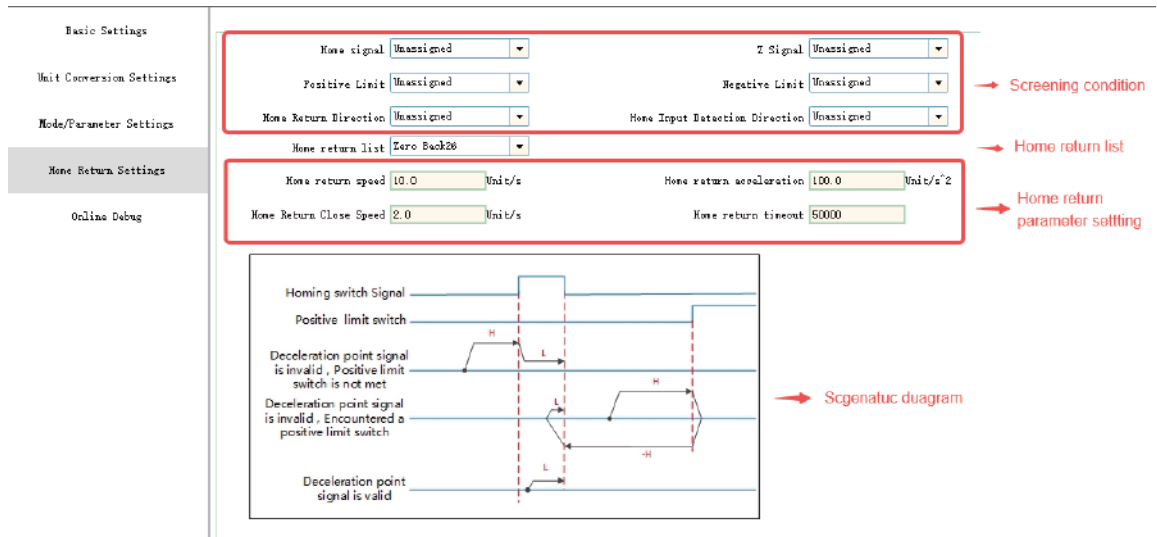 Basic Settings
Unit Conversion Settings
Mode/Parameter Settings
Home Return Settings
Online Debug
Home signal Unassigned
Z Signal Unassigned
Positive Limit Unassigned
Negative Limit Unassigned
Home Return Direction Unassigned
Home Input Detection Direction Unassigned
Screening condition
Home return list Zero Back26
Home return list
Home return speed 10.0 Unit/s
Home return acceleration 100.0 Unit/s^2
Home Return Close Speed 2.0 Unit/s
Home return timeout 50000
Home return
parameter settting
Homing switch Signal
Positive limit switch
H
Deceleration point signal
is invalid , Positive limit
switch is not met
L
H
Deceleration point signal
is invalid , Encountered a
positive limit switch
L
-H
Scgenatuc duagram
L
Deceleration point
signal is valid